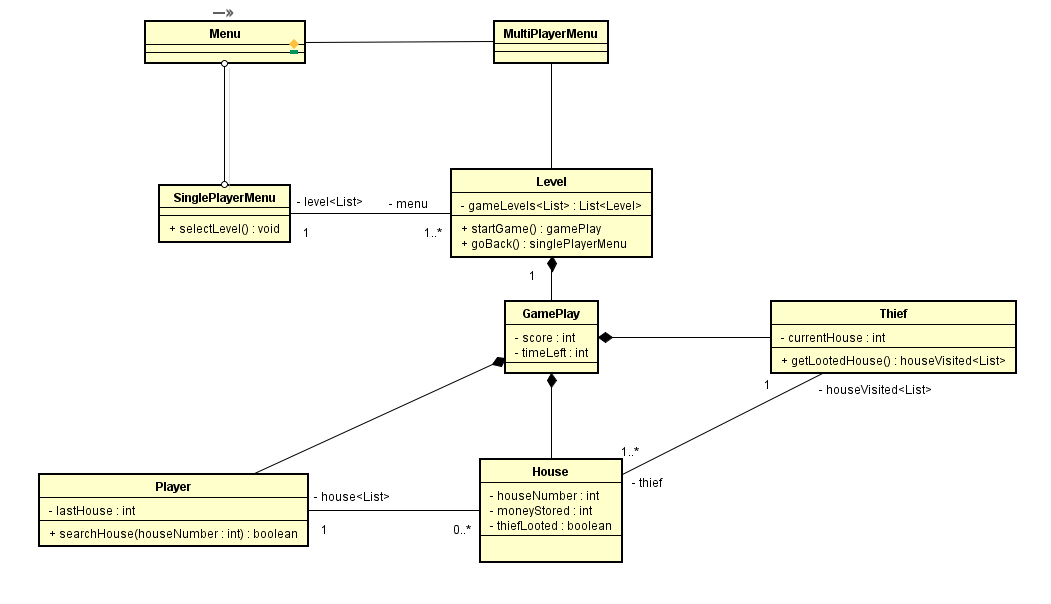 Menu
MultiPlayerMenu
SinglePlayerMenu
+ selectLevel() : void
- level<List>
- menu
1
1..*
Level
- gameLevels<List> : List<Level>
+ startGame() : gamePlay
+ goBack() : singlePlayerMenu
1
GamePlay
- score : int
- timeLeft : int
Thief
- currentHouse : int
+ getLootedHouse() : houseVisited<List>
1
- houseVisited<List>
1..*
- thief
Player
- lastHouse : int
+ searchHouse(houseNumber : int) : boolean
- house<List>
1
0..*
House
- houseNumber : int
- moneyStored : int
- thiefLooted : boolean